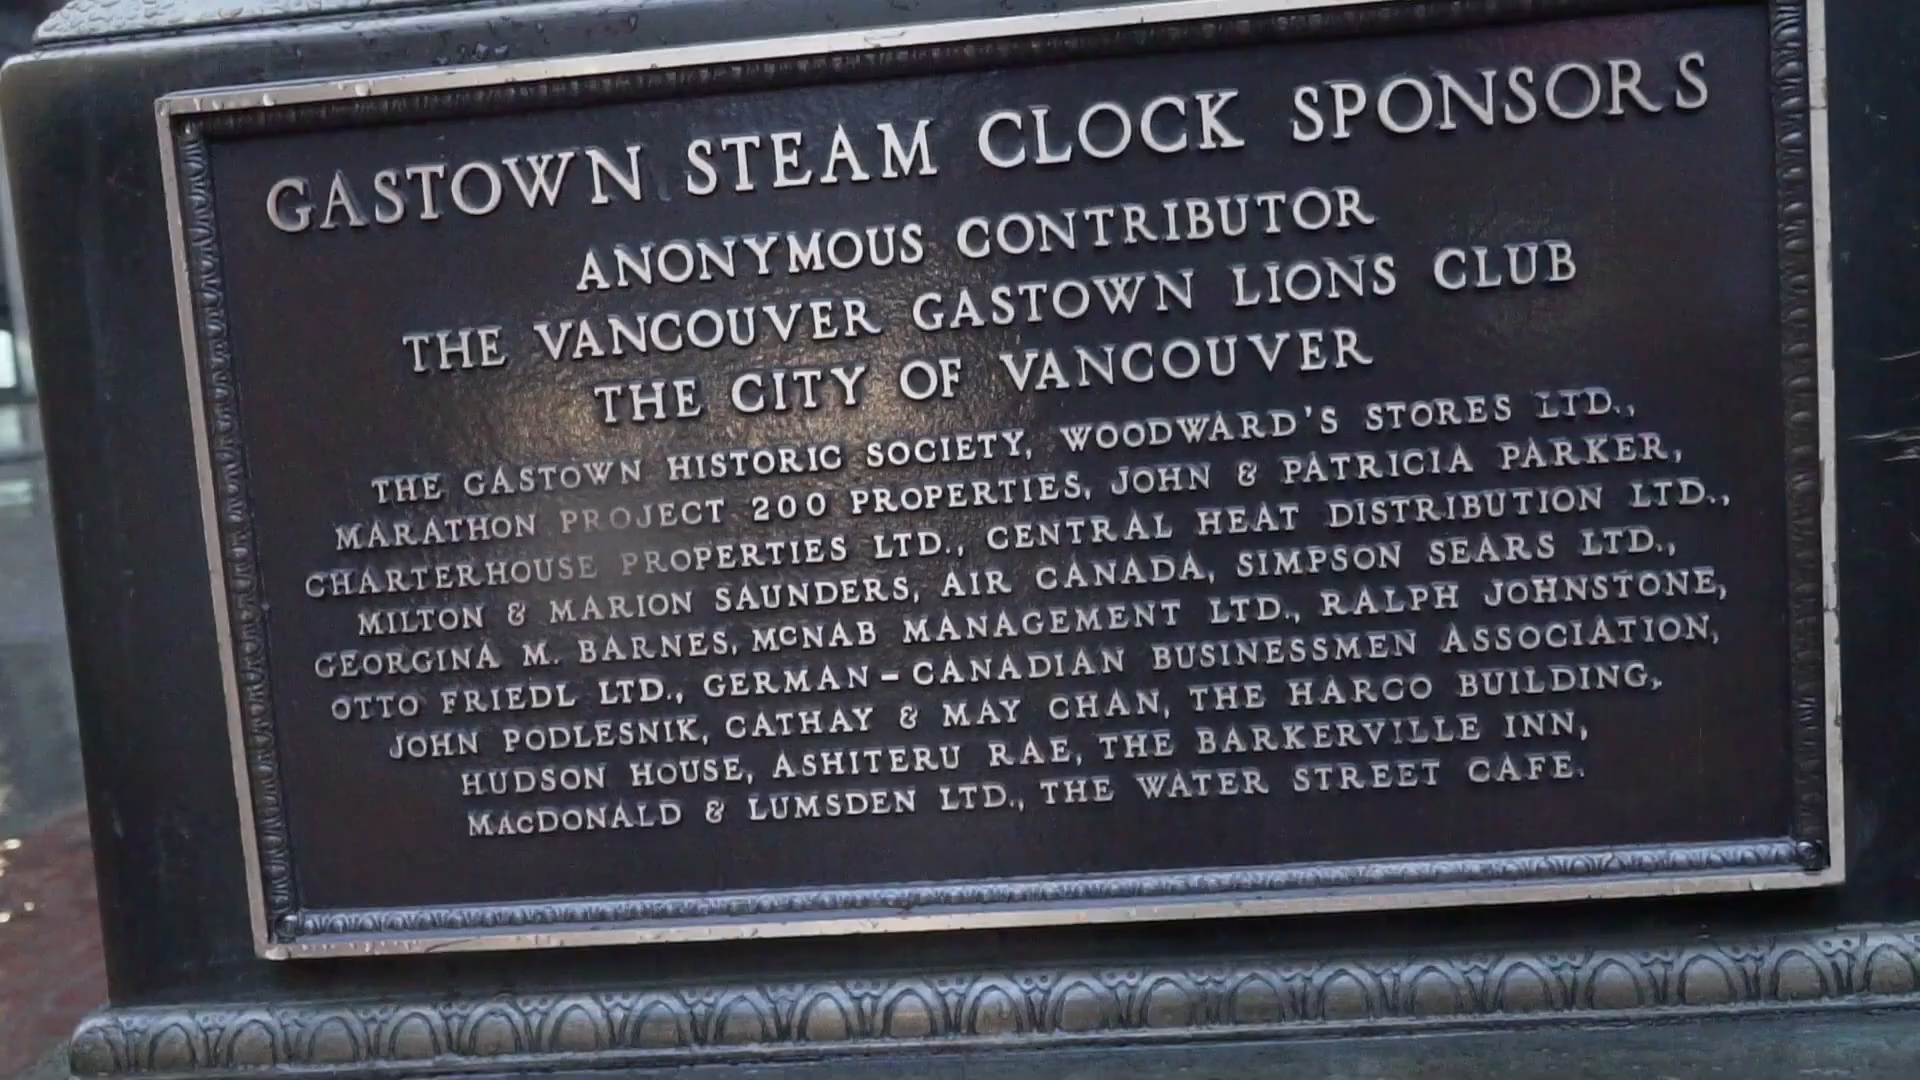 GASTOWN STEAM CLOCK SPONSORS
ANONYMOUS CONTRIBUTOR
THE VANCOUVER GASTOWN LIONS CLUB
THE CITY OF VANCOUVER
THE GASTOWN HISTORIC SOCIETY, WOODWARD'S STORES LTD.,
MARATHON PROJECT 200 PROPERTIES, JOHN & PATRICIA PARKER,
CHARTERHOUSE PROPERTIES LTD., CENTRAL HEAT DISTRIBUTION LTD.,
MILTON & MARION SAUNDERS, AIR CANADA, SIMPSON SEARS LTD.,
GEORGINA M. BARNES, McNAB MANAGEMENT LTD., RALPH JOHNSTONE,
OTTO FRIEDL LTD., GERMAN-CANADIAN BUSINESSMEN ASSOCIATION,
JOHN PODLESNIK, CATHAY & MAY CHAN, THE HARCO BUILDING,
HUDSON HOUSE, ASHITERU RAE, THE BARKERVILLE INN,
MacDONALD & LUMSDEN LTD., THE WATER STREET CAFE.